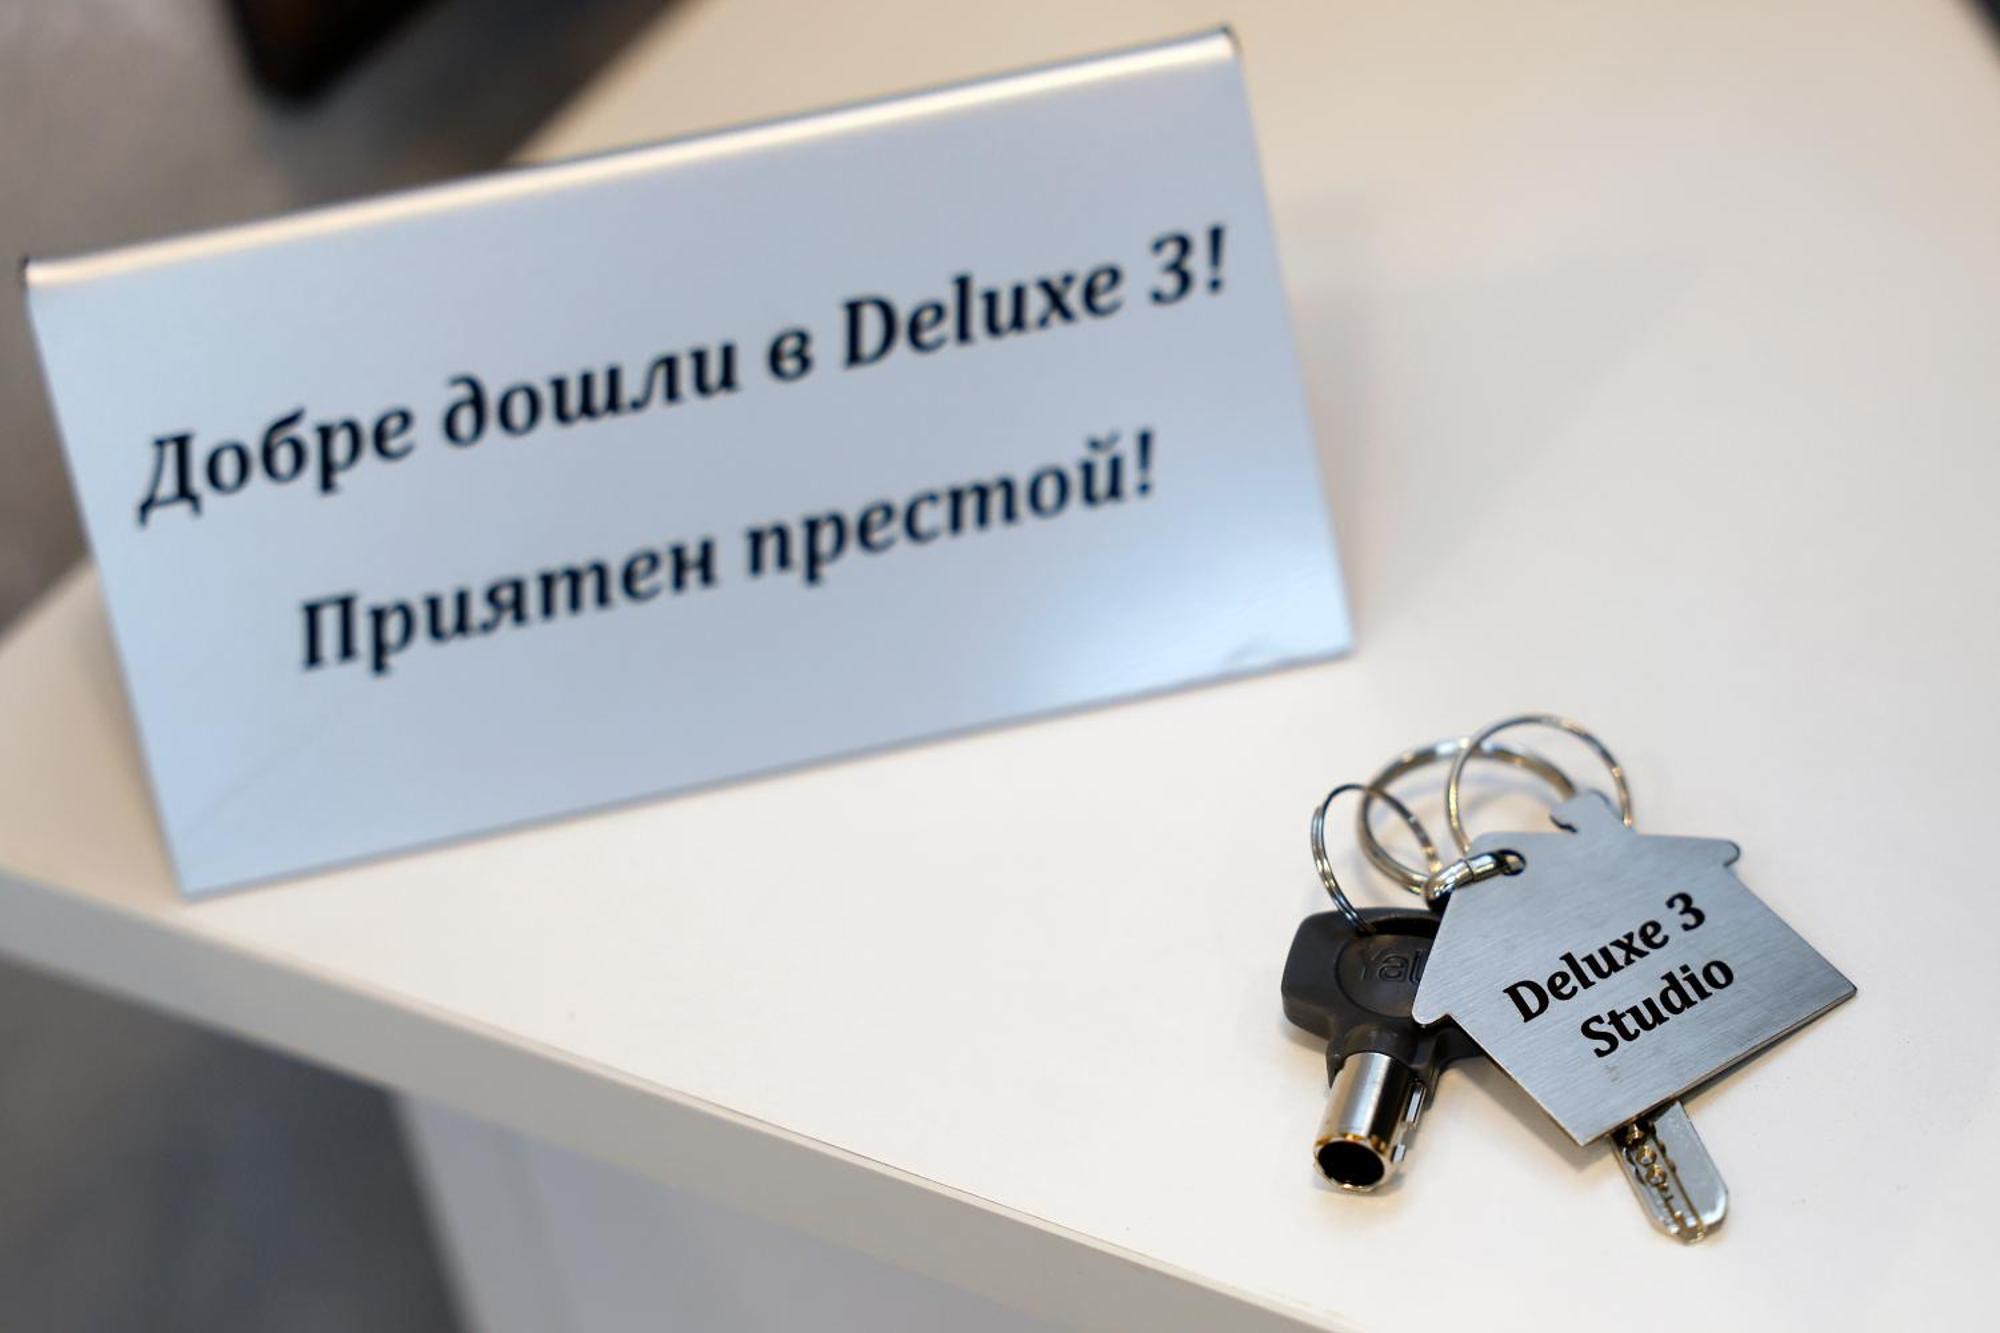 Добре дошли в Deluxe 3!
Приятен престой!
Deluxe 3
Studio